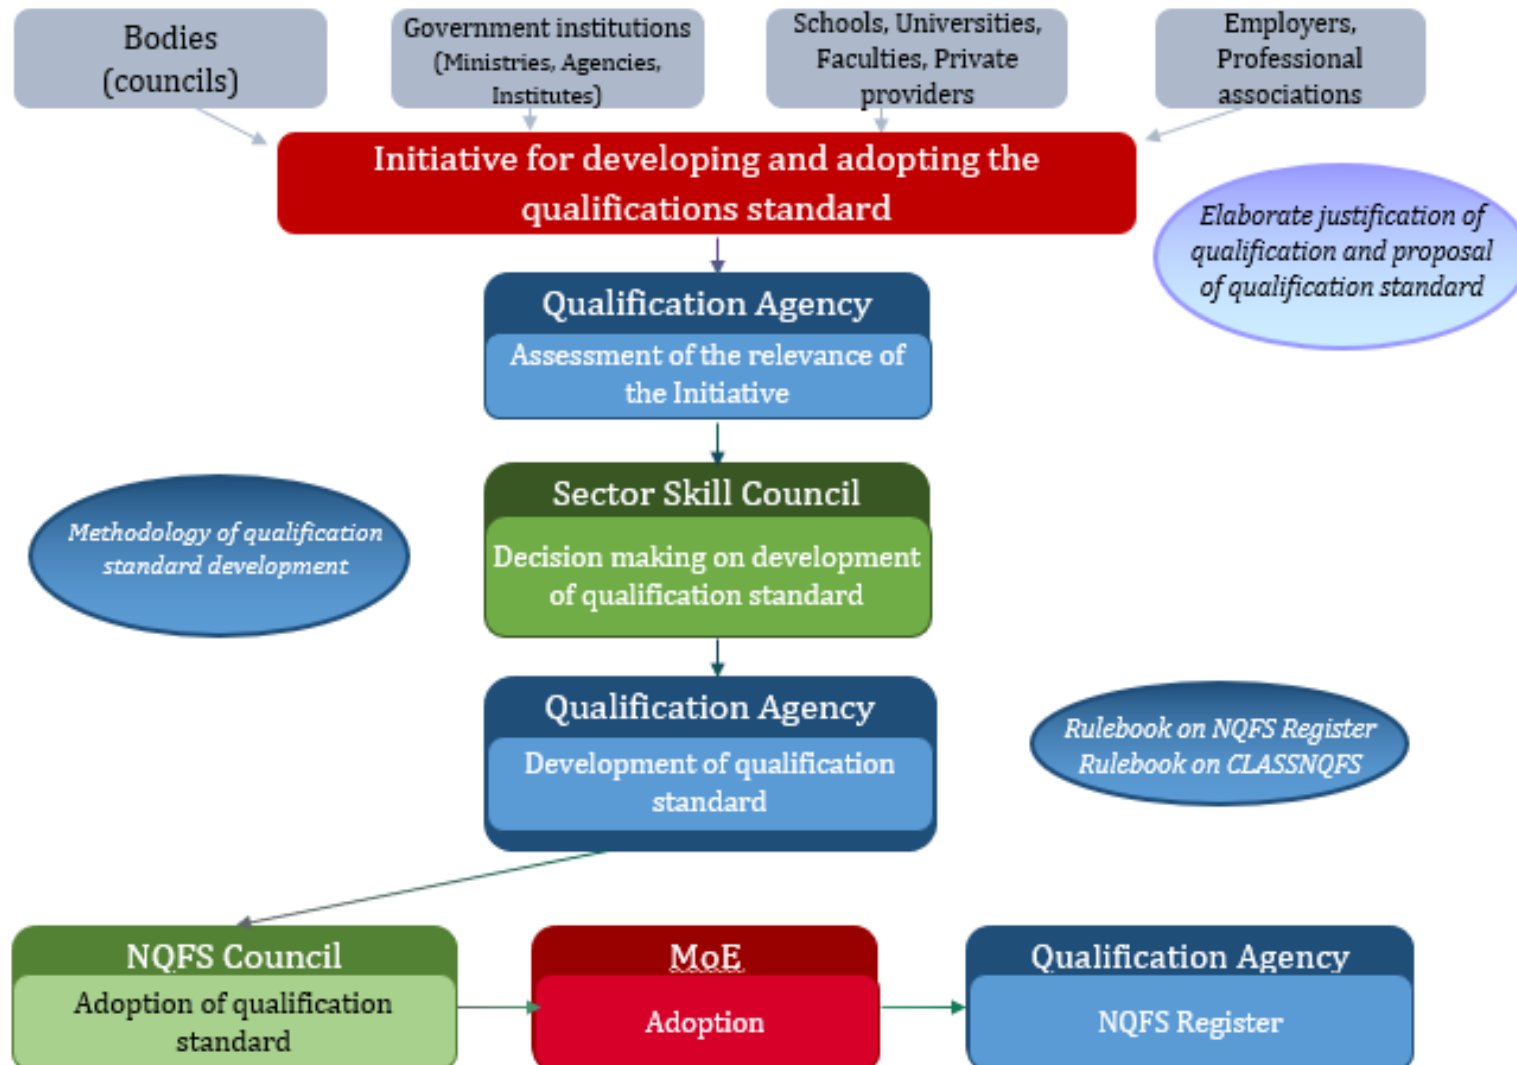 Bodies
(councils)
Government institutions
(Ministries, Agencies,
Institutes)
Schools, Universities,
Faculties, Private
providers
Employers,
Professional
associations
Initiative for developing and adopting the
qualifications standard
Elaborate justification of
qualification and proposal
of qualification standard
Qualification Agency
Assessment of the relevance of
the Initiative
Sector Skill Council
Decision making on development
of qualification standard
Methodology of qualification
standard development
Qualification Agency
Development of qualification
standard
Rulebook on NQFS Register
Rulebook on CLASSNQFS
NQFS Council
Adoption of qualification
standard
MoE
Adoption
Qualification Agency
NQFS Register